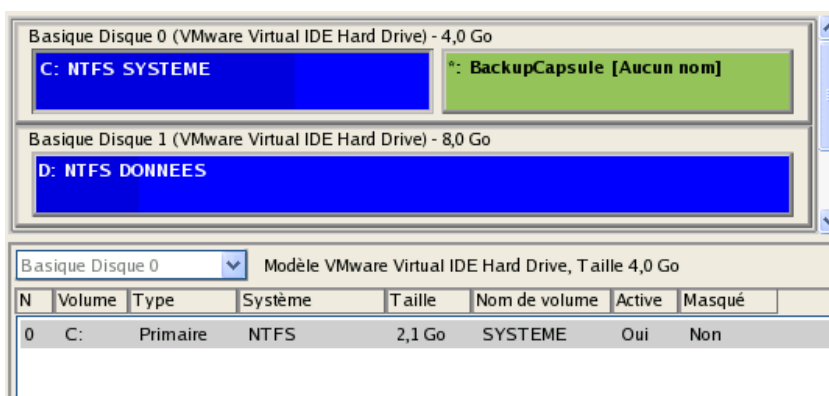 Basique Disque 0 (VMware Virtual IDE Hard Drive) - 4,0 Go
C: NTFS SYSTEME
*: BackupCapsule [Aucun nom]
Basique Disque 1 (VMware Virtual IDE Hard Drive) - 8,0 Go
D: NTFS DONNEES
Basique Disque 0 Modèle VMware Virtual IDE Hard Drive, Taille 4,0 Go
N Volume Type Système Taille Nom de volume Active Masqué
0 C: Primaire NTFS 2,1 Go SYSTEME Oui Non